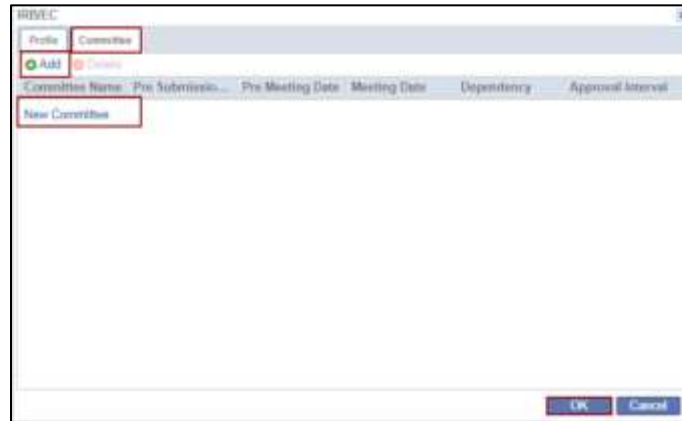 IRB/EC
Profile Committee
Add Delete
Committee Name Pre Submissio... Pre Meeting Date Meeting Date Dependency Approval Interval
New Committee
OK Cancel